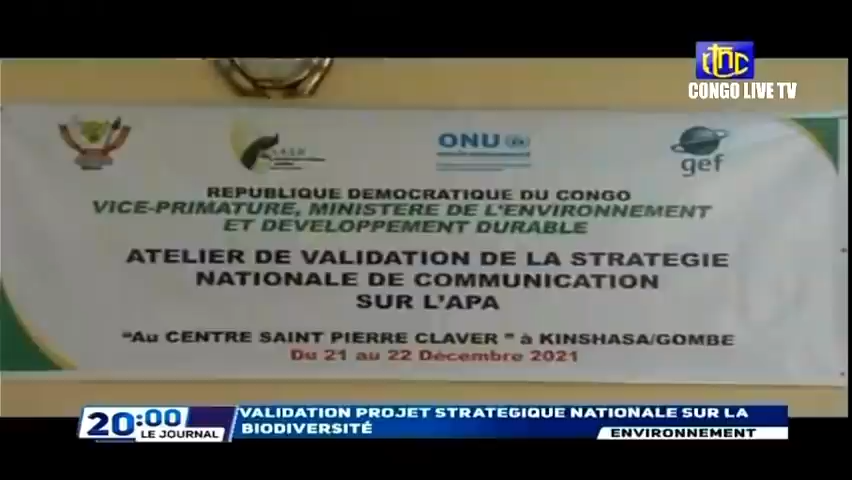 CONGO LIVE TV
ONU
gef
REPUBLIQUE DEMOCRATIQUE DU CONGO
VICE-PRIMATURE, MINISTERE DE L'ENVIRONNEMENT
ET DEVELOPPEMENT DURABLE
ATELIER DE VALIDATION DE LA STRATEGIE
NATIONALE DE COMMUNICATION
SUR L'APA
"Au CENTRE SAINT PIERRE CLAVER " à KINSHASA/GOMBE
Du 21 au 22 Décembre 2021
20:00
LE JOURNAL
VALIDATION PROJET STRATEGIQUE NATIONALE SUR LA
BIODIVERSITÉ
ENVIRONNEMENT